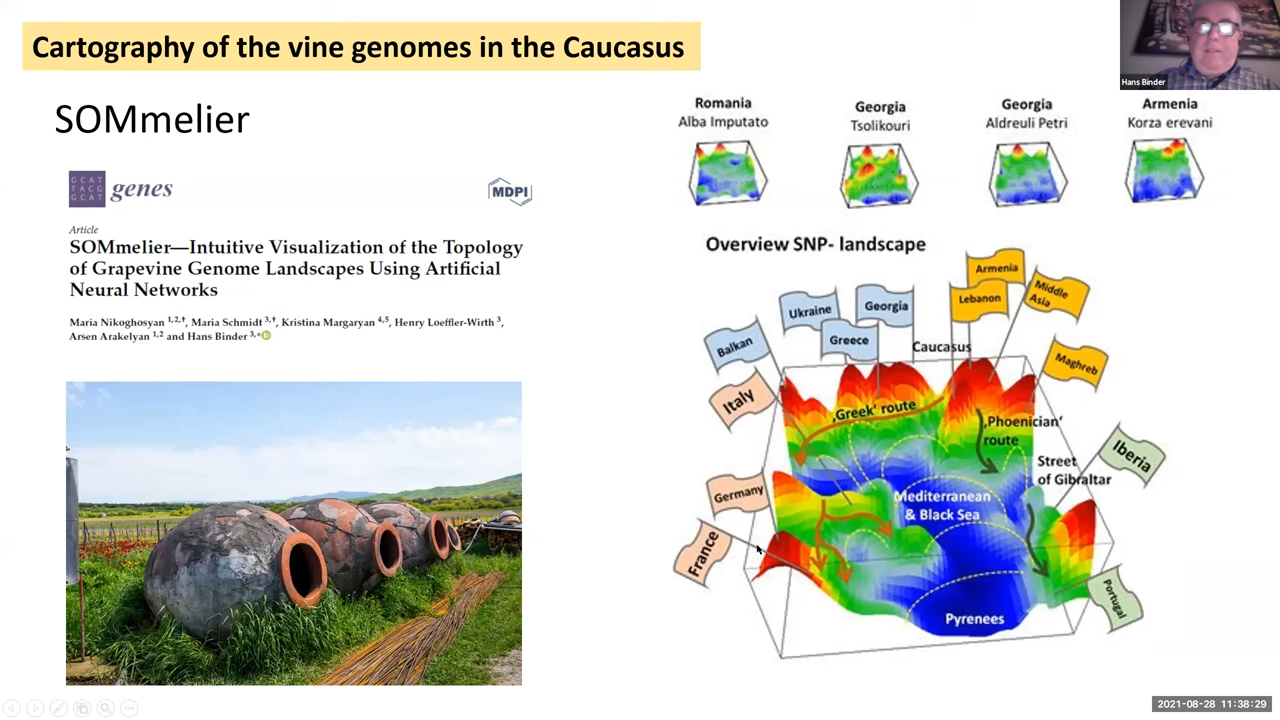 Cartography of the vine genomes in the Caucasus
Hans Binder
SOMmelier
GCAT
TACG
GCAT
genes
MDPI
Article
SOMmelier—Intuitive Visualization of the Topology
of Grapevine Genome Landscapes Using Artificial
Neural Networks
Maria Nikoghosyan 1,2,†, Maria Schmidt 3,†, Kristina Margaryan 4,5, Henry Loeffler-Wirth 3,
Arsen Arakelyan 1,2 and Hans Binder 3,*
Romania
Alba Imputato
Georgia
Tsolikouri
Georgia
Aldreuli Petri
Armenia
Korza erevani
Overview SNP- landscape
Armenia
Lebanon
Middle
Asia
Ukraine
Georgia
Greece
Balkan
Caucasus
Maghreb
Italy
‚Greek‘ route
‚Phoenician‘
route
Iberia
Street
of Gibraltar
Germany
Mediterranean
& Black Sea
France
Portugal
Pyrenees
2021-08-28 11:38:29